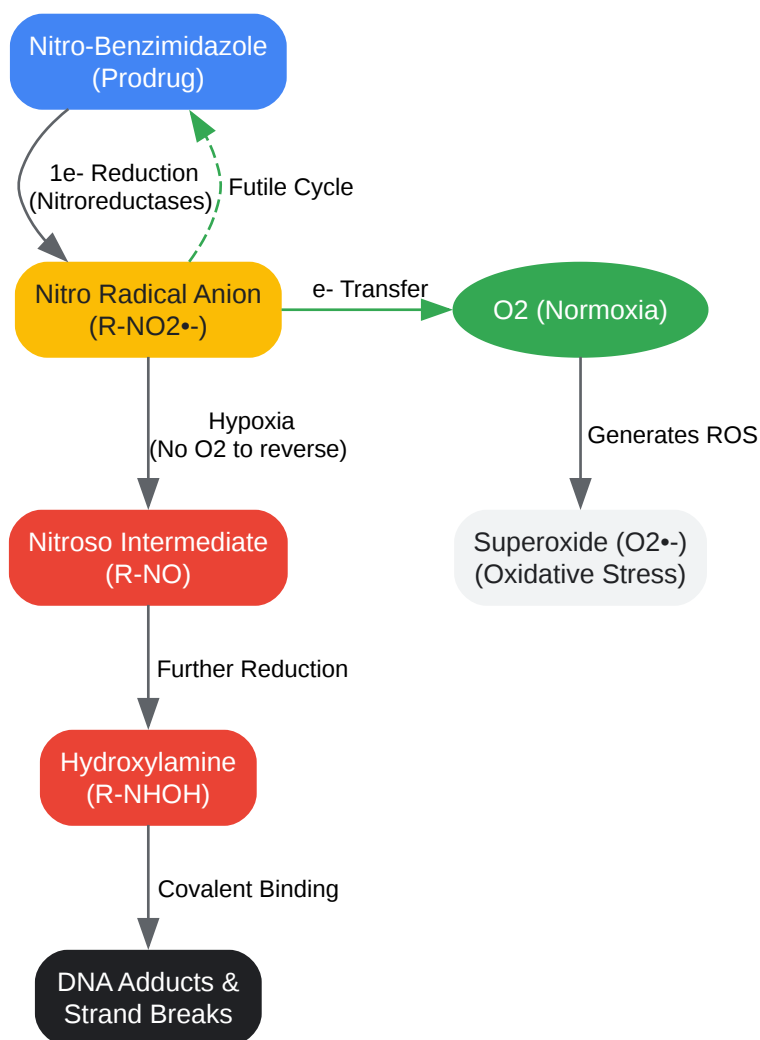 Nitro-Benzimidazole
(Prodrug)
1e- Reduction
(Nitroreductases)
Futile Cycle
Nitro Radical Anion
(R-NO2•-)
e- Transfer
O2 (Normoxia)
Hypoxia
(No O2 to reverse)
Generates ROS
Nitroso Intermediate
(R-NO)
Superoxide (O2•-)
(Oxidative Stress)
Further Reduction
Hydroxylamine
(R-NHOH)
Covalent Binding
DNA Adducts &
Strand Breaks